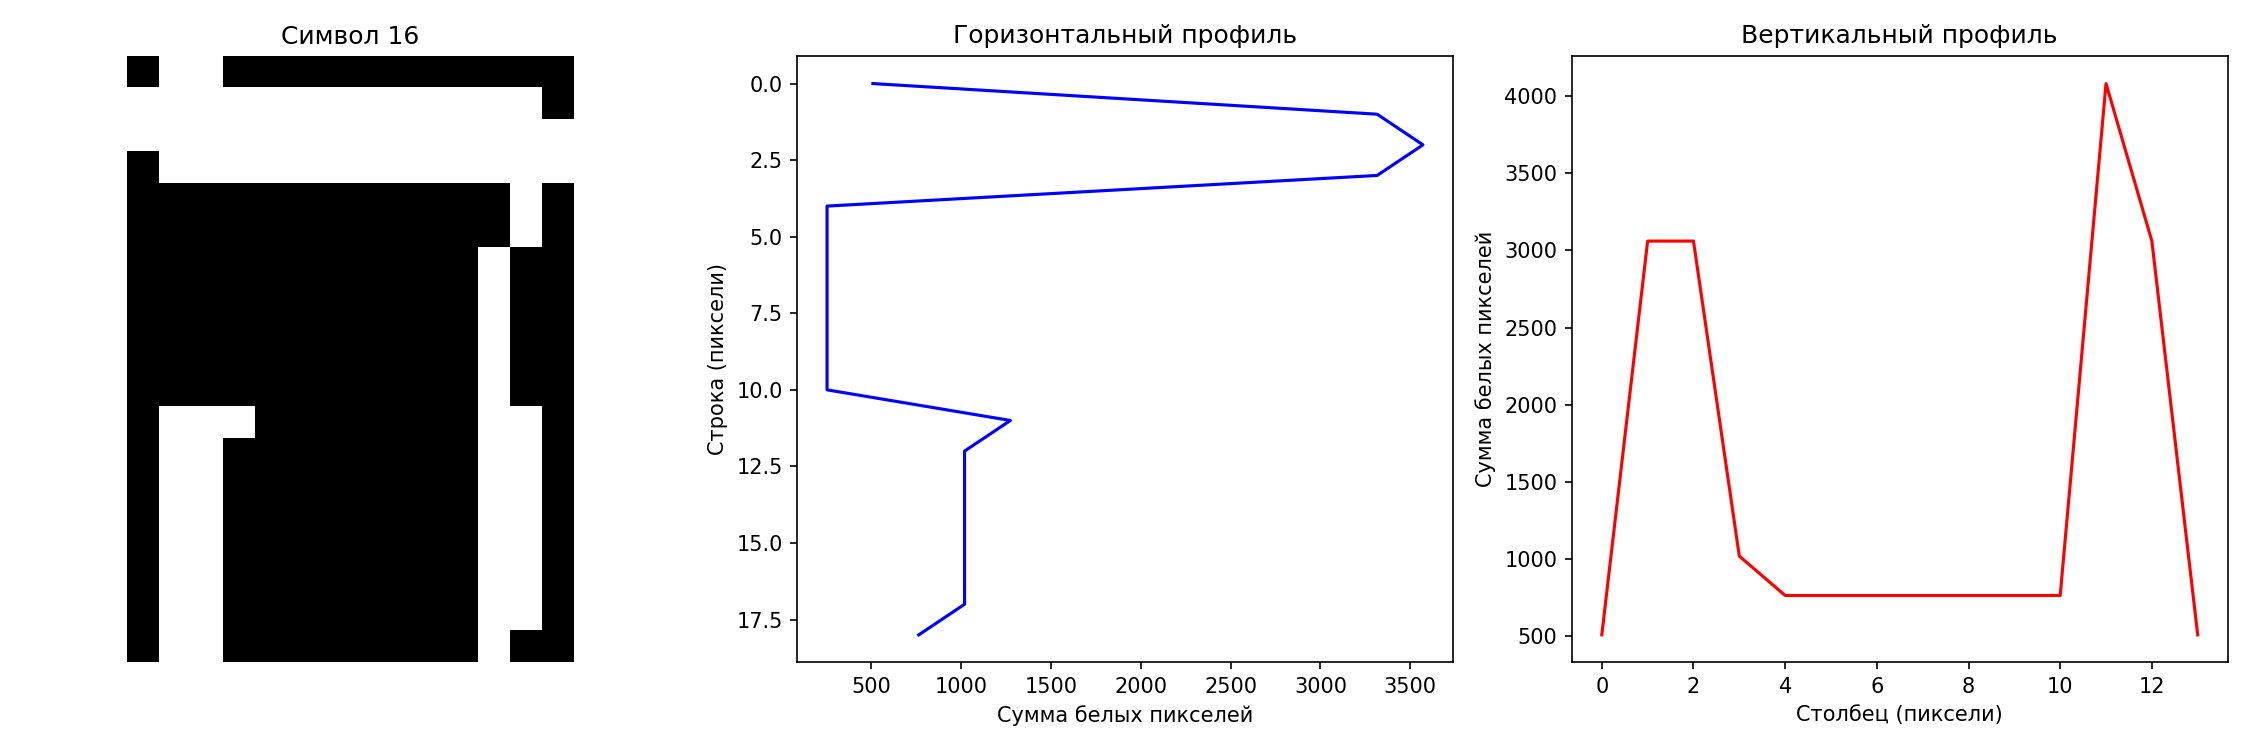 Символ 16
Горизонтальный профиль
0.0
2.5
5.0
7.5
10.0
12.5
15.0
17.5
Строка (пиксели)
500 1000 1500 2000 2500 3000 3500
Сумма белых пикселей
Вертикальный профиль
4000
3500
3000
2500
2000
1500
1000
500
Сумма белых пикселей
0 2 4 6 8 10 12
Столбец (пиксели)